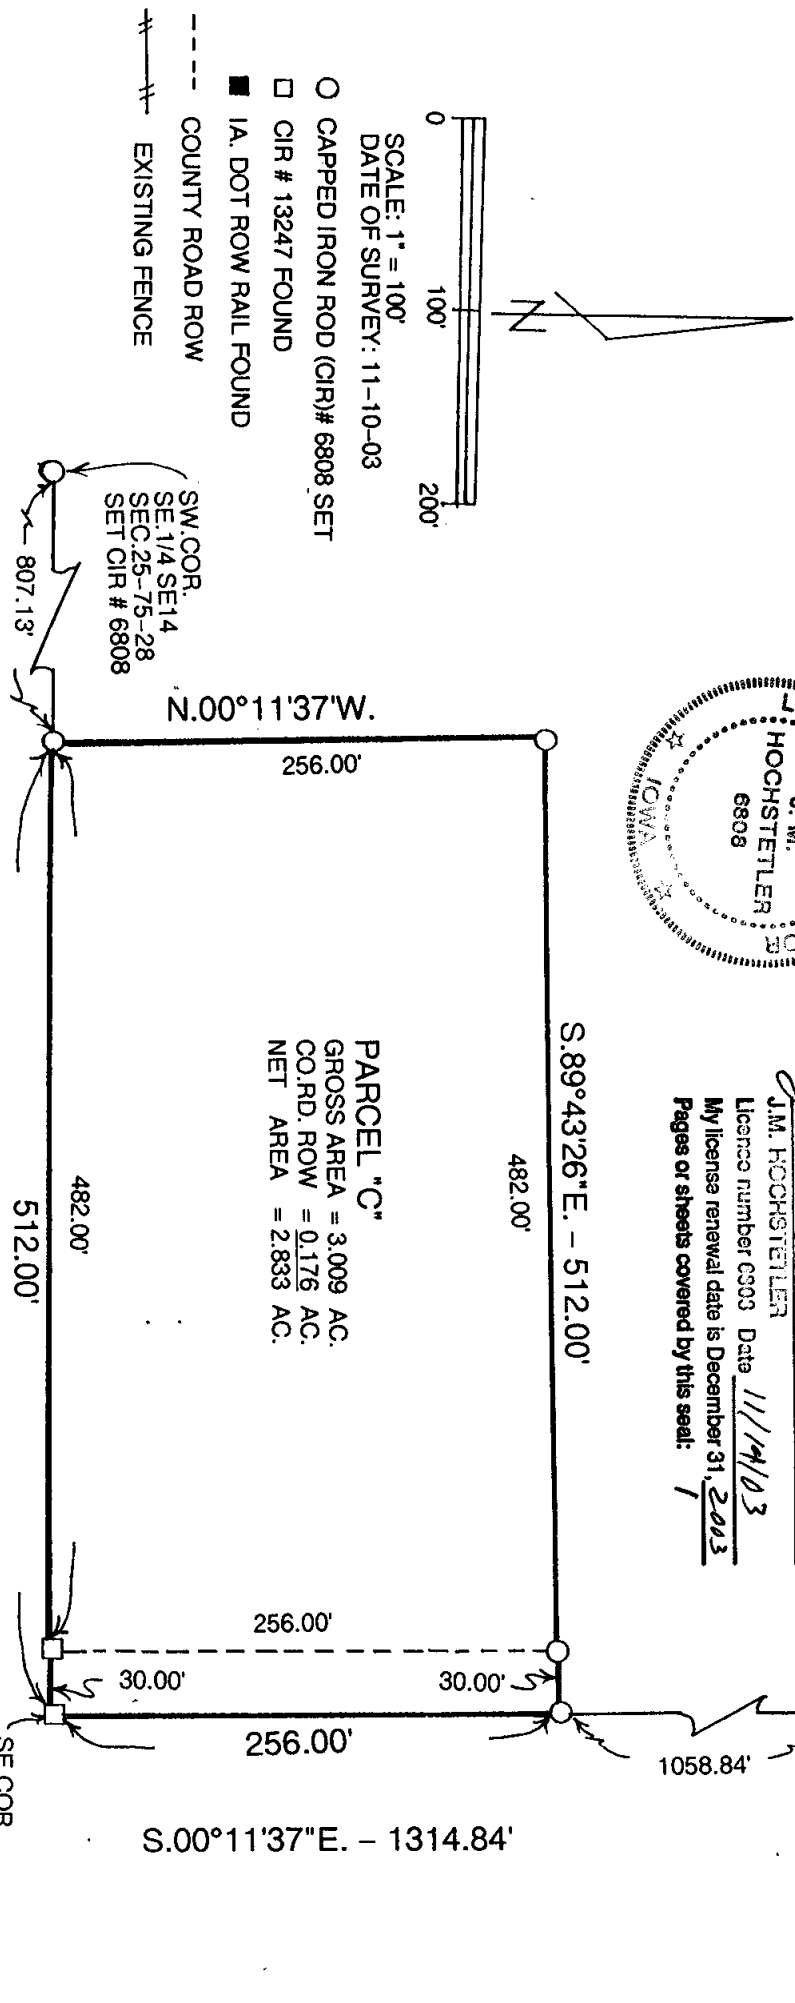 0
100'
200'
SCALE: 1" = 100'
DATE OF SURVEY: 11-10-03
CAPPED IRON ROD (CIR)# 6808 SET
CIR # 13247 FOUND
IA. DOT ROW RAIL FOUND
COUNTY ROAD ROW
EXISTING FENCE
N
SW.COR.
SE.1/4 SE14
SEC.25-75-28
SET CIR # 6808
807.13'
HOCHSTETLER
6808
IOWA
J.M. HOCHSTETLER
Licence number 6808 Date 11/19/03
My license renewal date is December 31, 2003
Pages or sheets covered by this seal: 1
N.00°11'37'W.
256.00'
S.89°43'26"E. - 512.00'
482.00'
PARCEL "C"
GROSS AREA = 3.009 AC.
CO.RD. ROW = 0.176 AC.
NET AREA = 2.833 AC.
482.00'
512.00'
256.00'
30.00'
30.00'
256.00'
1058.84'
S.00°11'37"E. - 1314.84'
SE.COR